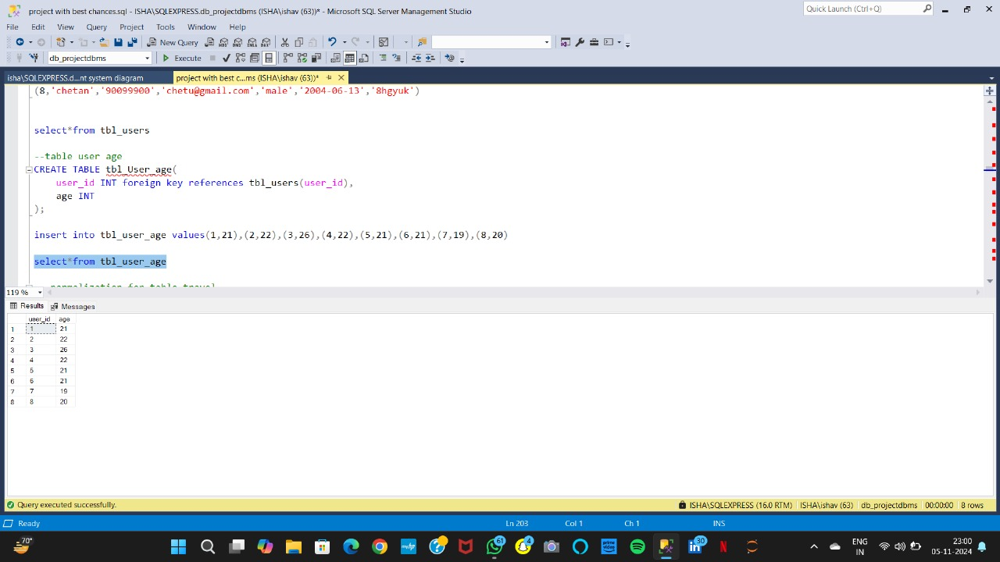 project with best chances.sql - ISHA\SQLEXPRESS.db_projectdbms (ISHA\ishav (63))* - Microsoft SQL Server Management Studio
Quick Launch (Ctrl+Q)
File Edit View Query Project Tools Window Help
New Query
db_projectdbms Execute
isha\SQLEXPRESS.d...nt system diagram project with best c...ms (ISHA\ishav (63))*
(8,'chetan','90099900','chetu@gmail.com','male','2004-06-13','8hgyuk')
select*from tbl_users
--table user age
CREATE TABLE tbl_User_age(
user_id INT foreign key references tbl_users(user_id),
age INT
);
insert into tbl_user_age values(1,21),(2,22),(3,26),(4,22),(5,21),(6,21),(7,19),(8,20)
select*from tbl_user_age
normalization for table travel
119 %
Results Messages
user_id age
1 1 21
2 2 22
3 3 26
4 4 22
5 5 21
6 6 21
7 7 19
8 8 20
Query executed successfully. ISHA\SQLEXPRESS (16.0 RTM) ISHA\ishav (63) db_projectdbms 00:00:00 8 rows
Ready Ln 203 Col 1 Ch 1 INS
70° 61 4 30 ENG 23:00
IN 05-11-2024